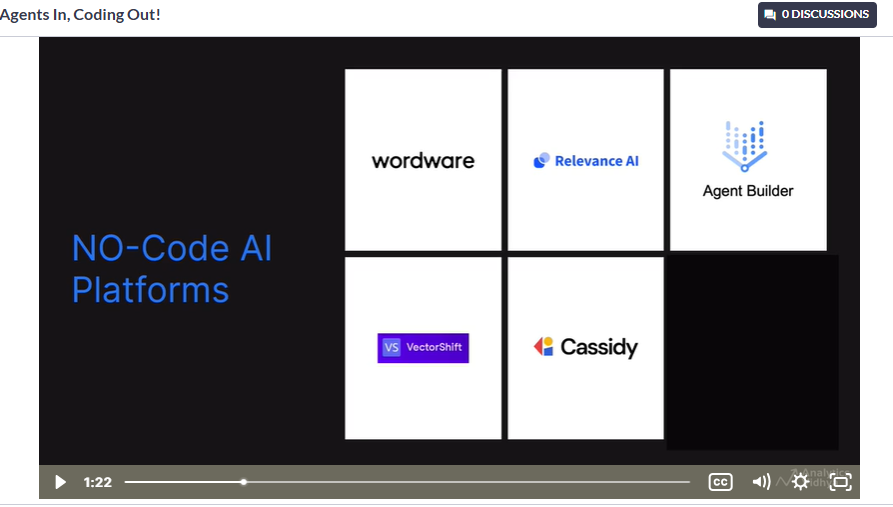 Agents In, Coding Out!
0 DISCUSSIONS
NO-Code AI
Platforms
wordware
Relevance AI
Agent Builder
VS VectorShift
Cassidy
1:22
CC